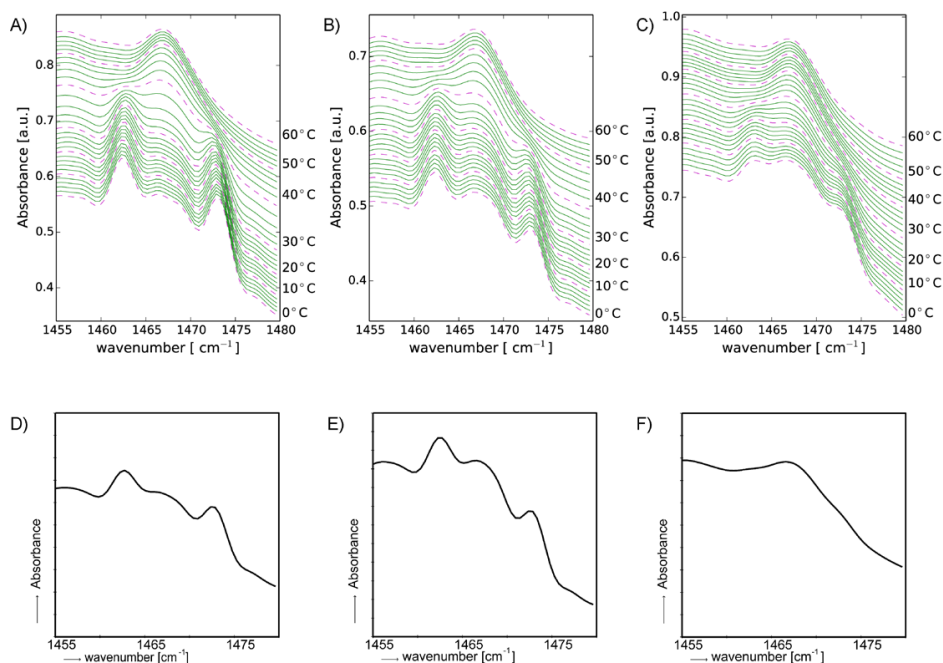 A)
Absorbance [a.u.]
0.8
0.7
0.6
0.5
0.4
60°C
50°C
40°C
30°C
20°C
10°C
0°C
1455 1460 1465 1470 1475 1480
wavenumber [ cm⁻¹ ]
B)
Absorbance [a.u.]
0.7
0.6
0.5
0.4
60°C
50°C
40°C
30°C
20°C
10°C
0°C
1455 1460 1465 1470 1475 1480
wavenumber [ cm⁻¹ ]
C)
Absorbance [a.u.]
1.0
0.9
0.8
0.7
0.6
0.5
60°C
50°C
40°C
30°C
20°C
10°C
0°C
1455 1460 1465 1470 1475 1480
wavenumber [ cm⁻¹ ]
D)
→ Absorbance
1455 1465 1475
→ wavenumber [cm⁻¹]
E)
→ Absorbance
1455 1465 1475
→ wavenumber [cm⁻¹]
F)
→ Absorbance
1455 1465 1475
→ wavenumber [cm⁻¹]